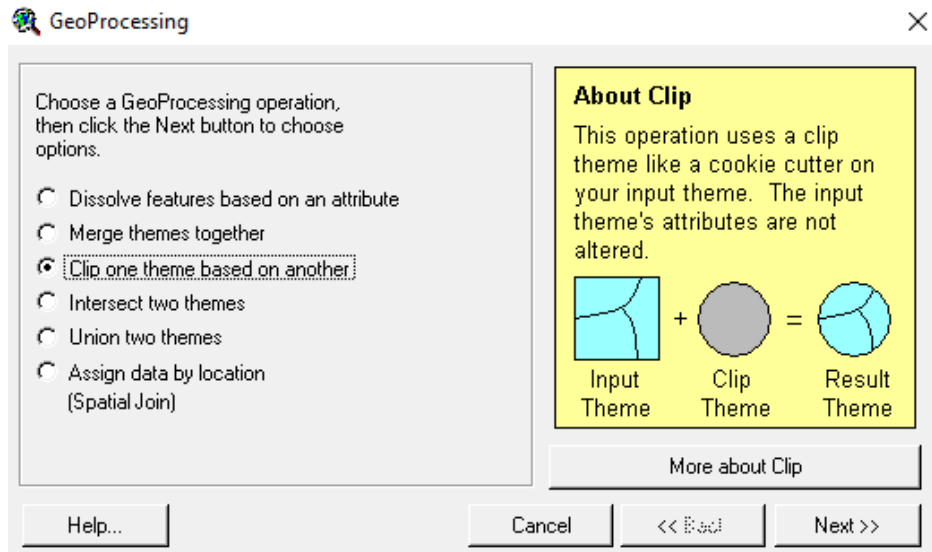 GeoProcessing
Choose a GeoProcessing operation,
then click the Next button to choose
options.
Dissolve features based on an attribute
Merge themes together
Clip one theme based on another
Intersect two themes
Union two themes
Assign data by location
(Spatial Join)
About Clip
This operation uses a clip
theme like a cookie cutter on
your input theme. The input
theme's attributes are not
altered.
+ =
Input Clip Result
Theme Theme Theme
More about Clip
Help... Cancel << Back Next >>